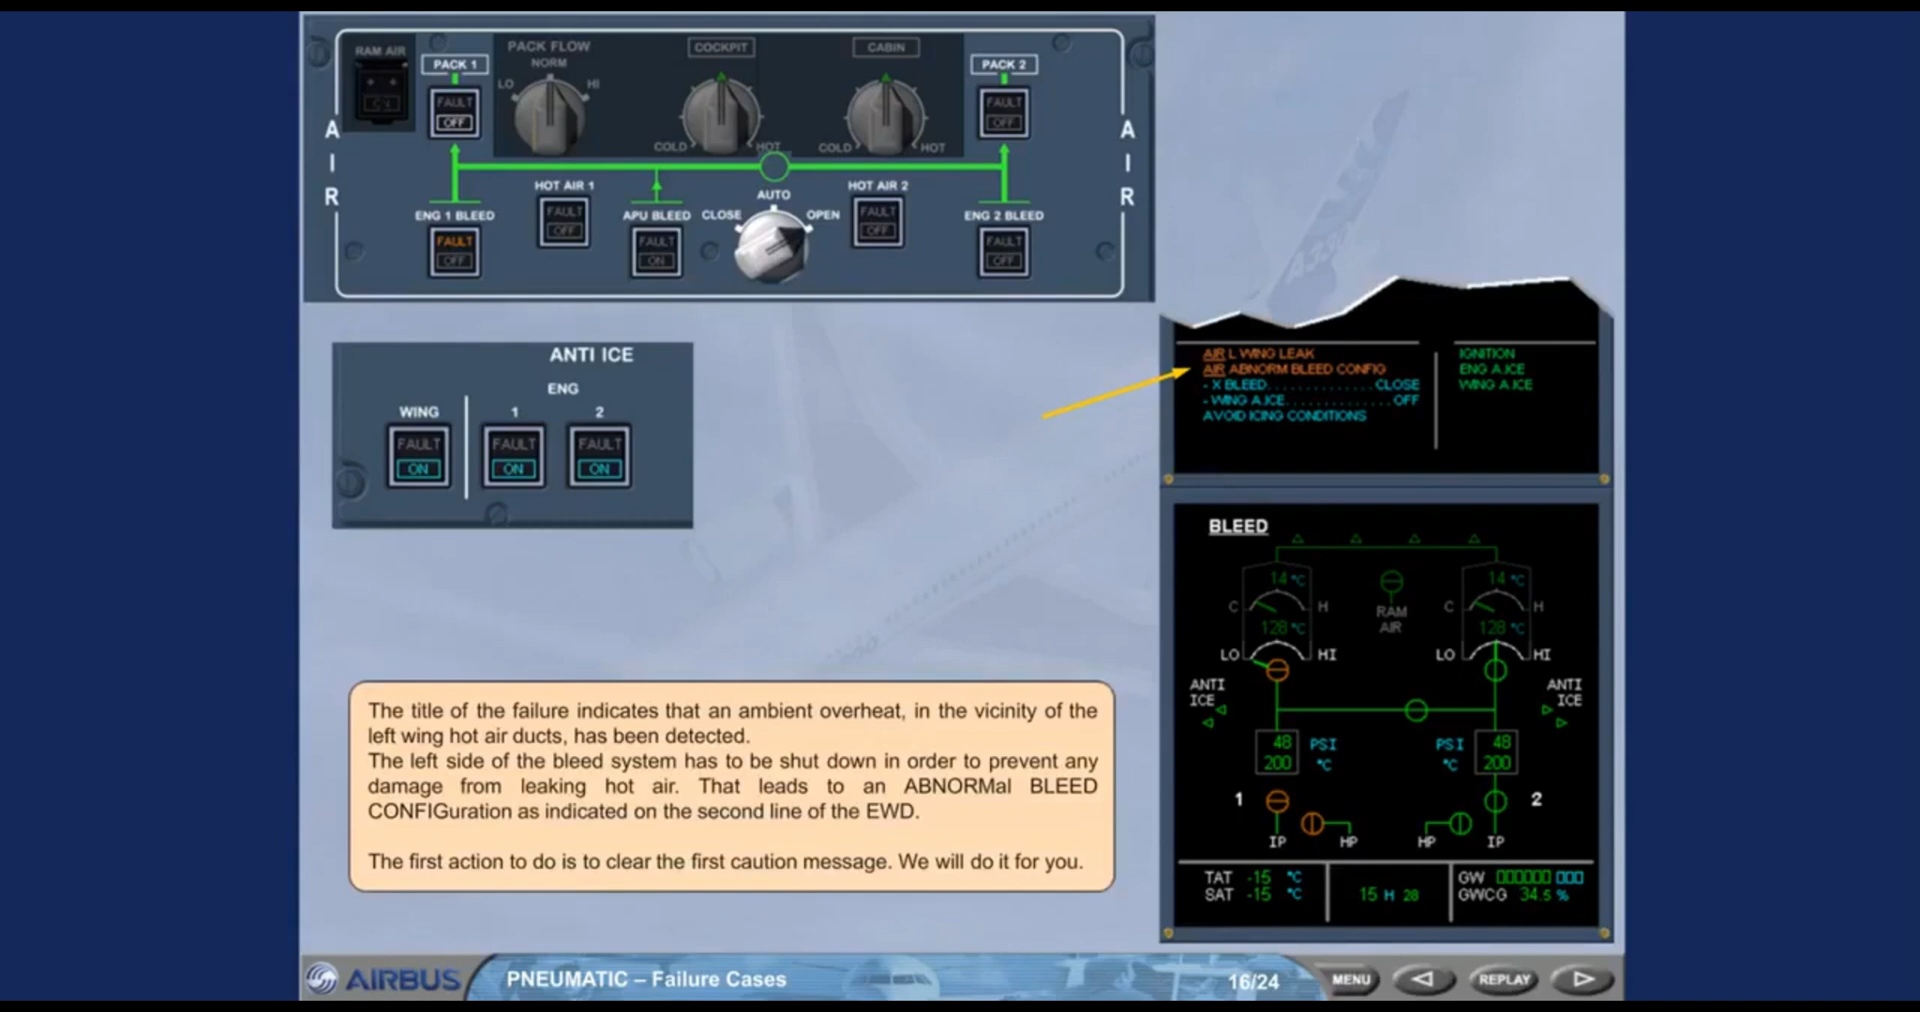 RAM AIR
PACK 1
PACK FLOW
NORM
LO
HI
COCKPIT
CABIN
PACK 2
FAULT
OFF
FAULT
OFF
COLD
HOT
COLD
HOT
A
I
R
A
I
R
HOT AIR 1
AUTO
HOT AIR 2
ENG 1 BLEED
APU BLEED
CLOSE
OPEN
ENG 2 BLEED
FAULT
OFF
FAULT
OFF
FAULT
ON
FAULT
OFF
FAULT
OFF
ANTI ICE
ENG
WING
1
2
FAULT
FAULT
FAULT
ON
ON
ON
AIR L WING LEAK
AIR ABNORM BLEED CONFIG
- X BLEED..............CLOSE
- WING A.ICE.............OFF
AVOID ICING CONDITIONS
IGNITION
ENG A.ICE
WING A.ICE
BLEED
14 °C
14 °C
C
H
RAM
AIR
C
H
128 °C
128 °C
LO
HI
LO
HI
ANTI
ICE
ANTI
ICE
48 PSI
200 °C
PSI 48
°C 200
1
2
IP
HP
HP
IP
TAT -15 °C
SAT -15 °C
15 H 28
GW
GWCG 34.5 %
The title of the failure indicates that an ambient overheat, in the vicinity of the
left wing hot air ducts, has been detected.
The left side of the bleed system has to be shut down in order to prevent any
damage from leaking hot air. That leads to an ABNORMal BLEED
CONFIGuration as indicated on the second line of the EWD.
The first action to do is to clear the first caution message. We will do it for you.
AIRBUS
PNEUMATIC – Failure Cases
16/24
MENU
REPLAY